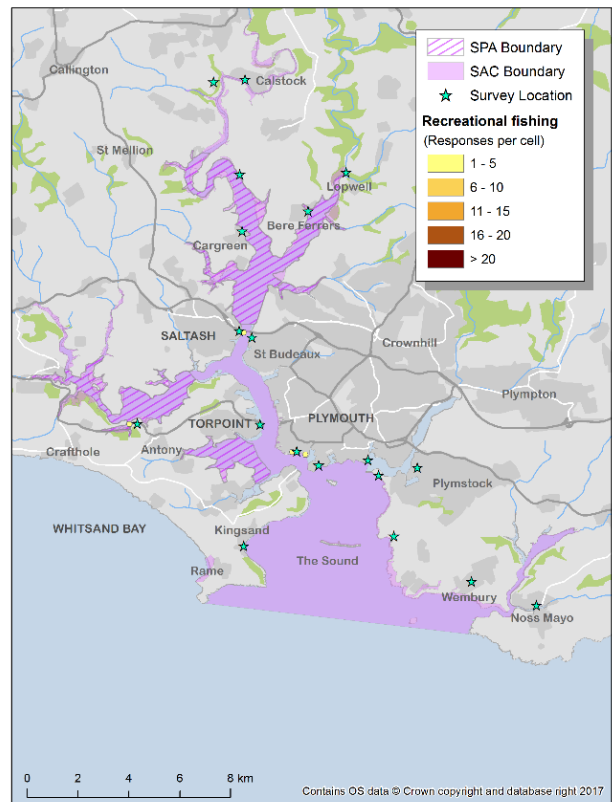 SPA Boundary
SAC Boundary
Survey Location
Recreational fishing
(Responses per cell)
1 - 5
6 - 10
11 - 15
16 - 20
> 20
Callington
Calstock
St Mellion
Lopwell
Bere Ferrers
Cargreen
SALTASH
St Budeaux
Crownhill
Plympton
TORPOINT
PLYMOUTH
Crafthole
Antony
Plymstock
WHITSAND BAY
Kingsand
The Sound
Rame
Wembury
Noss Mayo
0 2 4 8 km
Contains OS data © Crown copyright and database right 2017